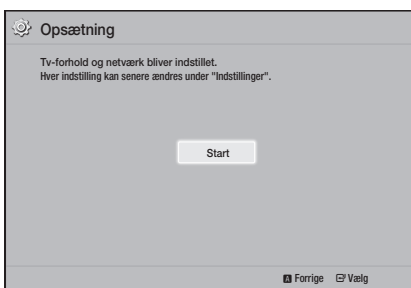 Opsætning
Tv-forhold og netværk bliver indstillet.
Hver indstilling kan senere ændres under "Indstillinger".
Start
A Forrige Vælg